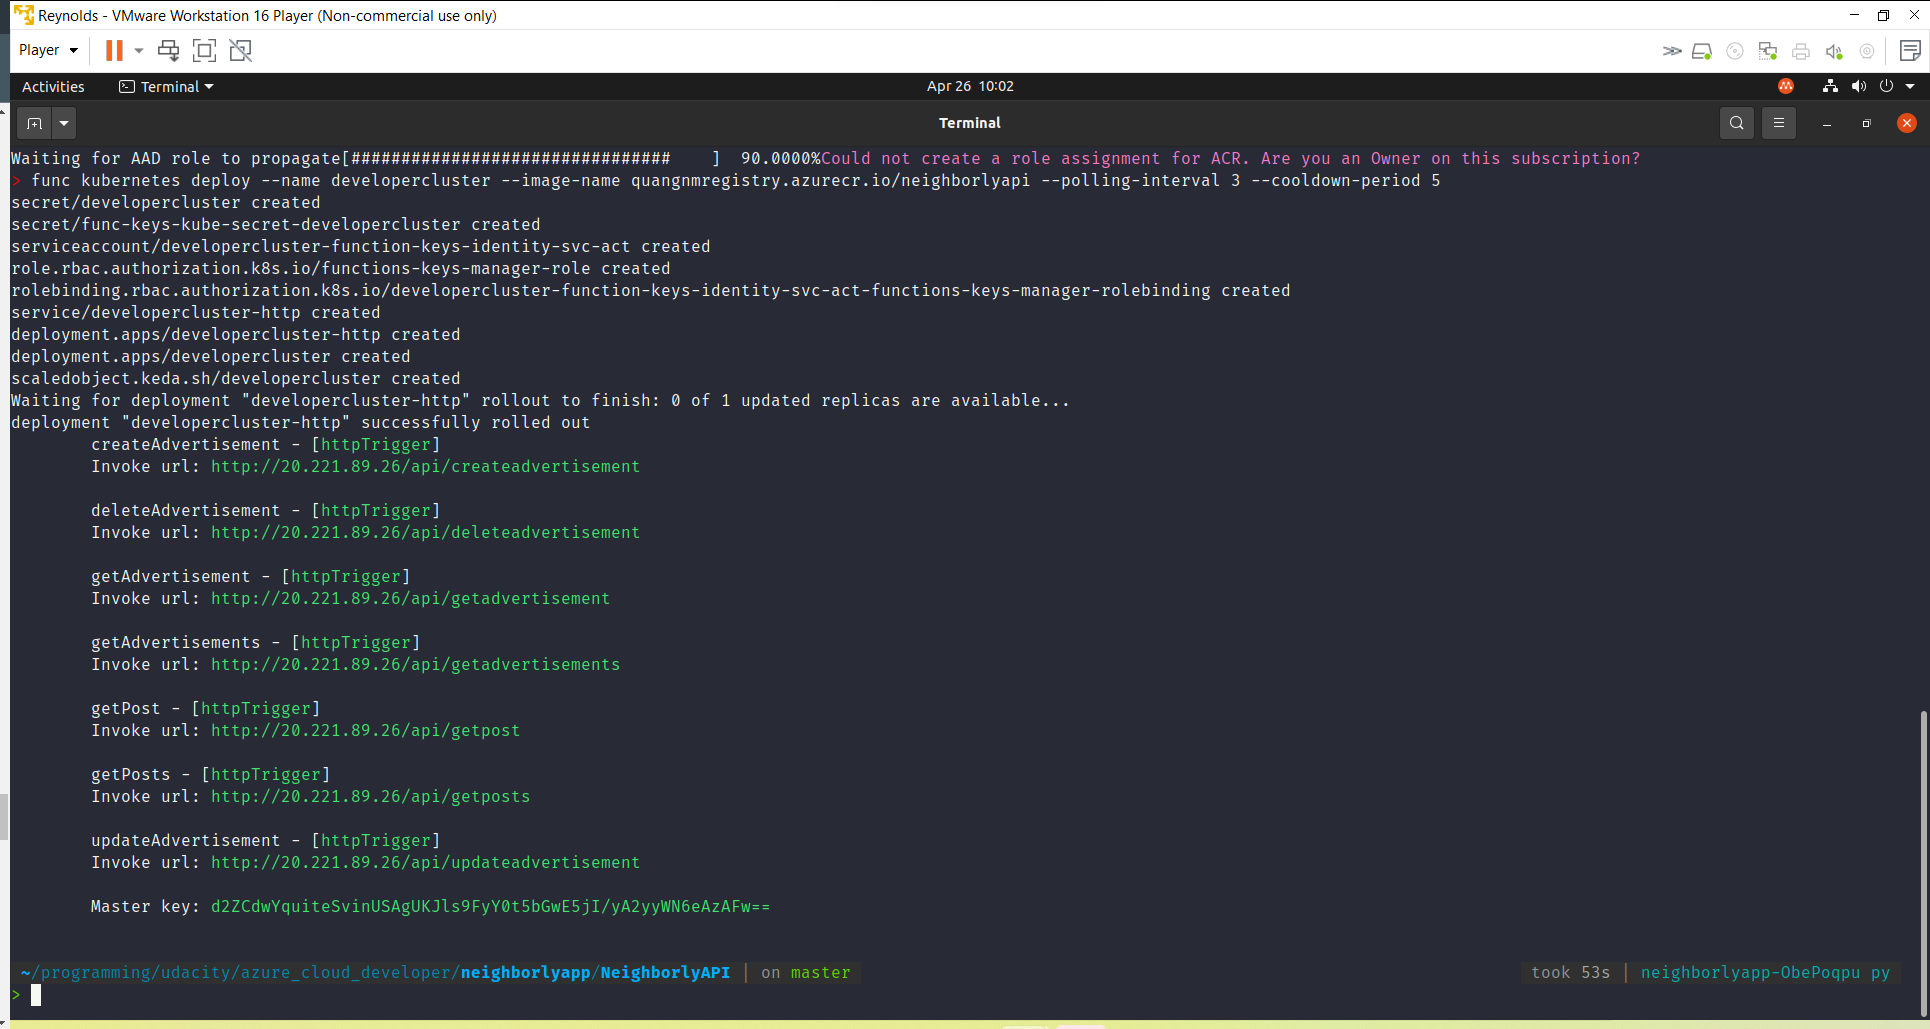 Reynolds - VMware Workstation 16 Player (Non-commercial use only)
Player
Activities
Terminal
Apr 26 10:02
Terminal
Waiting for AAD role to propagate[################################    ]  90.0000%Could not create a role assignment for ACR. Are you an Owner on this subscription?
> func kubernetes deploy --name developercluster --image-name quangnmregistry.azurecr.io/neighborlyapi --polling-interval 3 --cooldown-period 5
secret/developercluster created
secret/func-keys-kube-secret-developercluster created
serviceaccount/developercluster-function-keys-identity-svc-act created
role.rbac.authorization.k8s.io/functions-keys-manager-role created
rolebinding.rbac.authorization.k8s.io/developercluster-function-keys-identity-svc-act-functions-keys-manager-rolebinding created
service/developercluster-http created
deployment.apps/developercluster-http created
deployment.apps/developercluster created
scaledobject.keda.sh/developercluster created
Waiting for deployment "developercluster-http" rollout to finish: 0 of 1 updated replicas are available...
deployment "developercluster-http" successfully rolled out
createAdvertisement - [httpTrigger]
Invoke url: http://20.221.89.26/api/createadvertisement
deleteAdvertisement - [httpTrigger]
Invoke url: http://20.221.89.26/api/deleteadvertisement
getAdvertisement - [httpTrigger]
Invoke url: http://20.221.89.26/api/getadvertisement
getAdvertisements - [httpTrigger]
Invoke url: http://20.221.89.26/api/getadvertisements
getPost - [httpTrigger]
Invoke url: http://20.221.89.26/api/getpost
getPosts - [httpTrigger]
Invoke url: http://20.221.89.26/api/getposts
updateAdvertisement - [httpTrigger]
Invoke url: http://20.221.89.26/api/updateadvertisement
Master key: d2ZCdwYquiteSvinUSAgUKJls9FyY0t5bGwE5jI/yA2yyWN6eAzAFw==
~/programming/udacity/azure_cloud_developer/neighborlyapp/NeighborlyAPI | on master
took 53s | neighborlyapp-ObePoqpu py
>